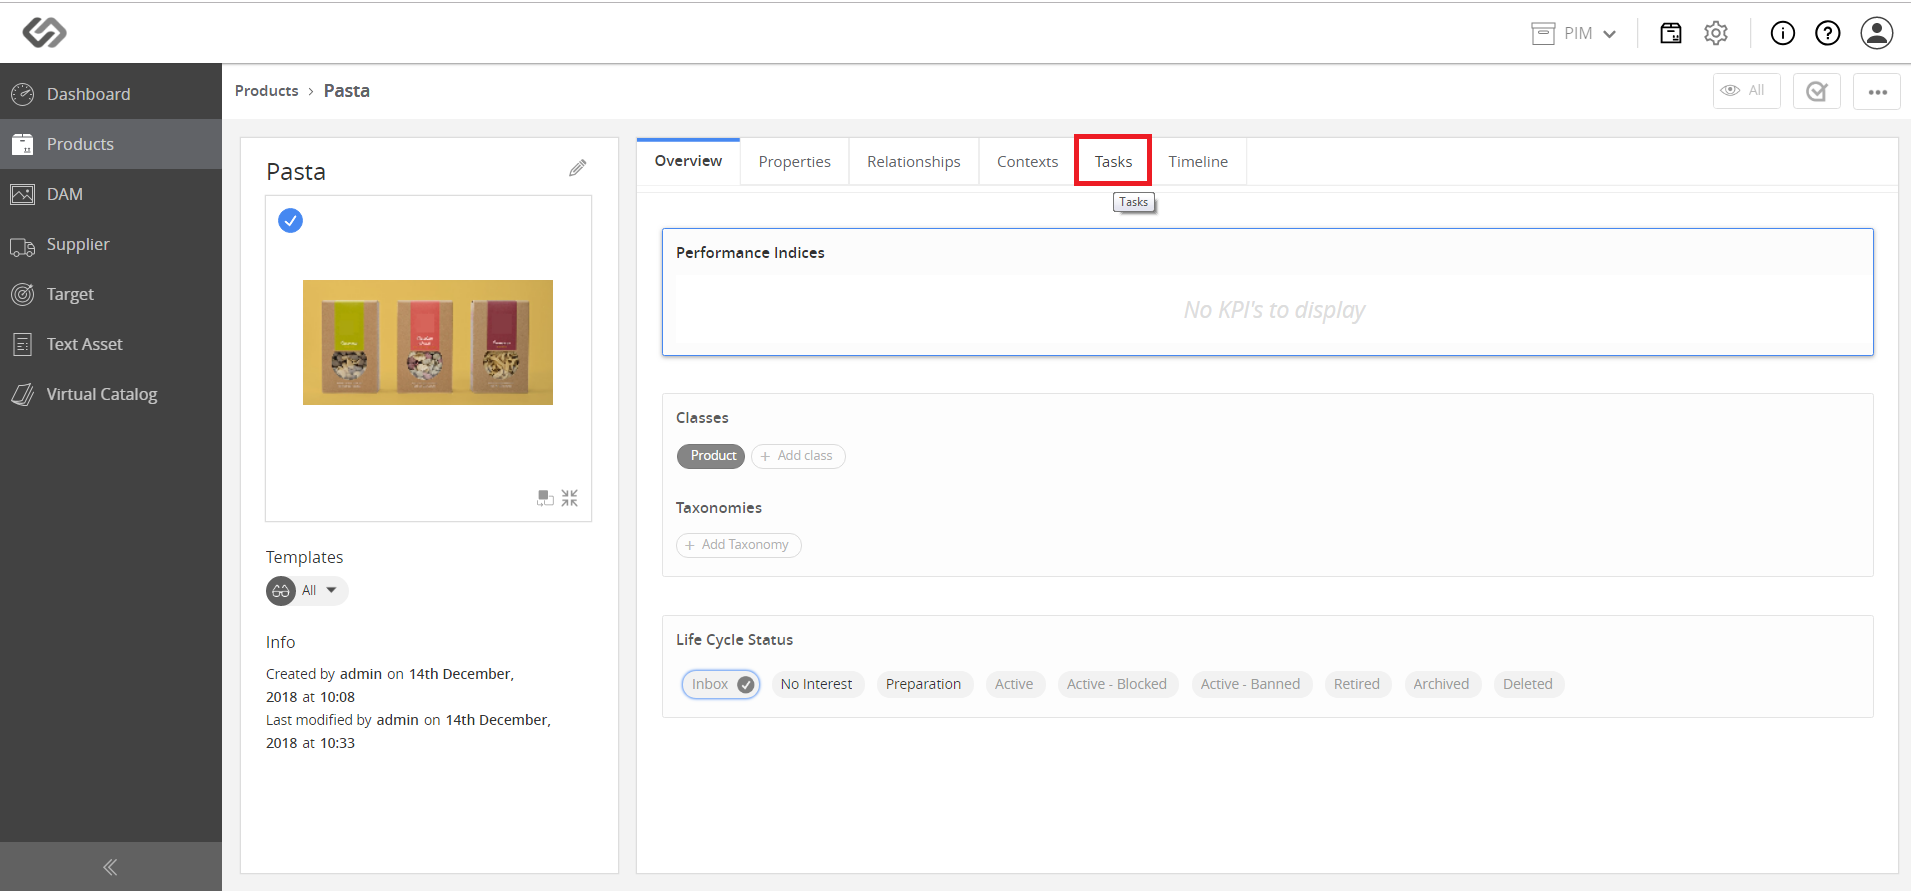 PIM
Dashboard
Products
DAM
Supplier
Target
Text Asset
Virtual Catalog
Products › Pasta
All
Pasta
Templates
All
Info
Created by admin on 14th December,
2018 at 10:08
Last modified by admin on 14th December,
2018 at 10:33
Overview
Properties
Relationships
Contexts
Tasks
Timeline
Tasks
Performance Indices
No KPI's to display
Classes
Product
+ Add class
Taxonomies
+ Add Taxonomy
Life Cycle Status
Inbox
No Interest
Preparation
Active
Active - Blocked
Active - Banned
Retired
Archived
Deleted